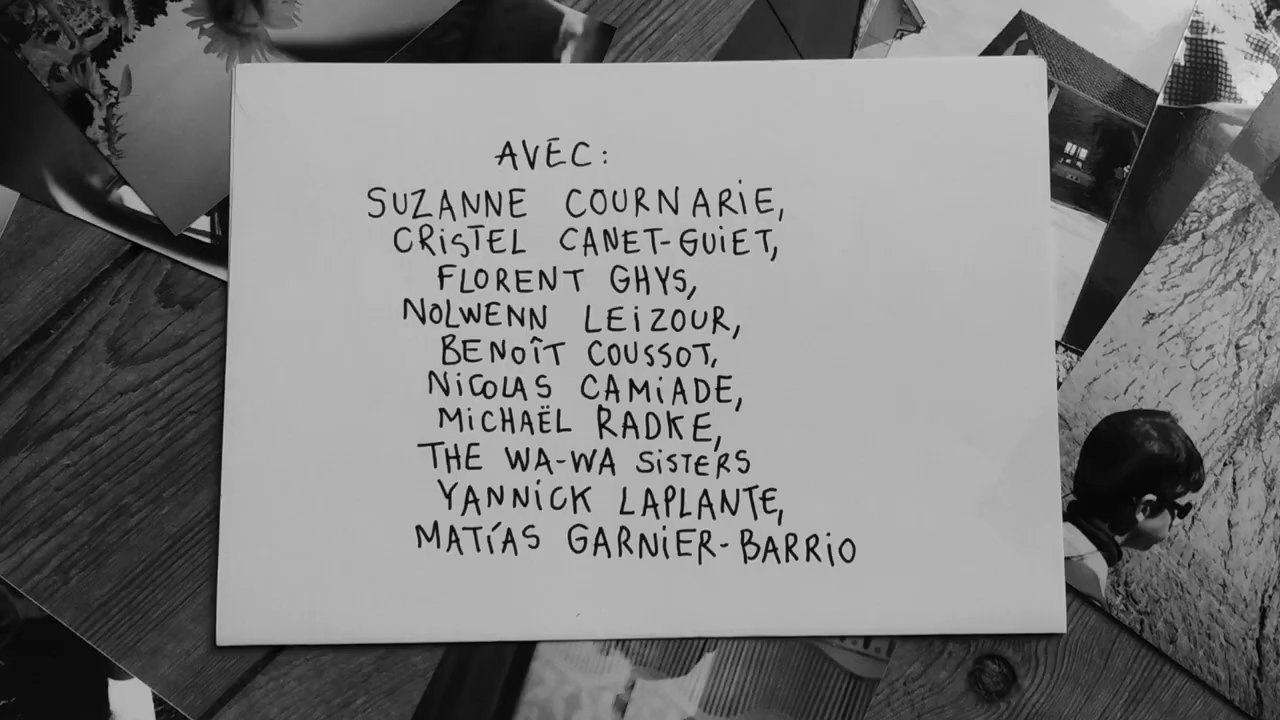 AVEC:
SUZANNE COURNARIE,
CRISTEL CANET-GUIET,
FLORENT GHYS,
NOLWENN LEIZOUR,
BENOÎT COUSSOT,
NICOLAS CAMIADE,
MICHAËL RADKE,
THE WA-WA SISTERS
YANNICK LAPLANTE,
MATÍAS GARNIER-BARRIO